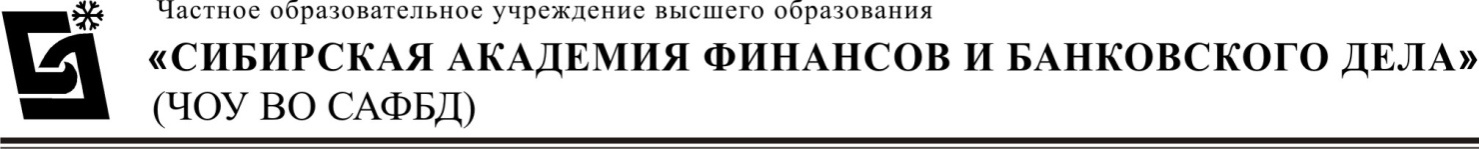 Частное образовательное учреждение высшего образования
«СИБИРСКАЯ АКАДЕМИЯ ФИНАНСОВ И БАНКОВСКОГО ДЕЛА»
(ЧОУ ВО САФБД)